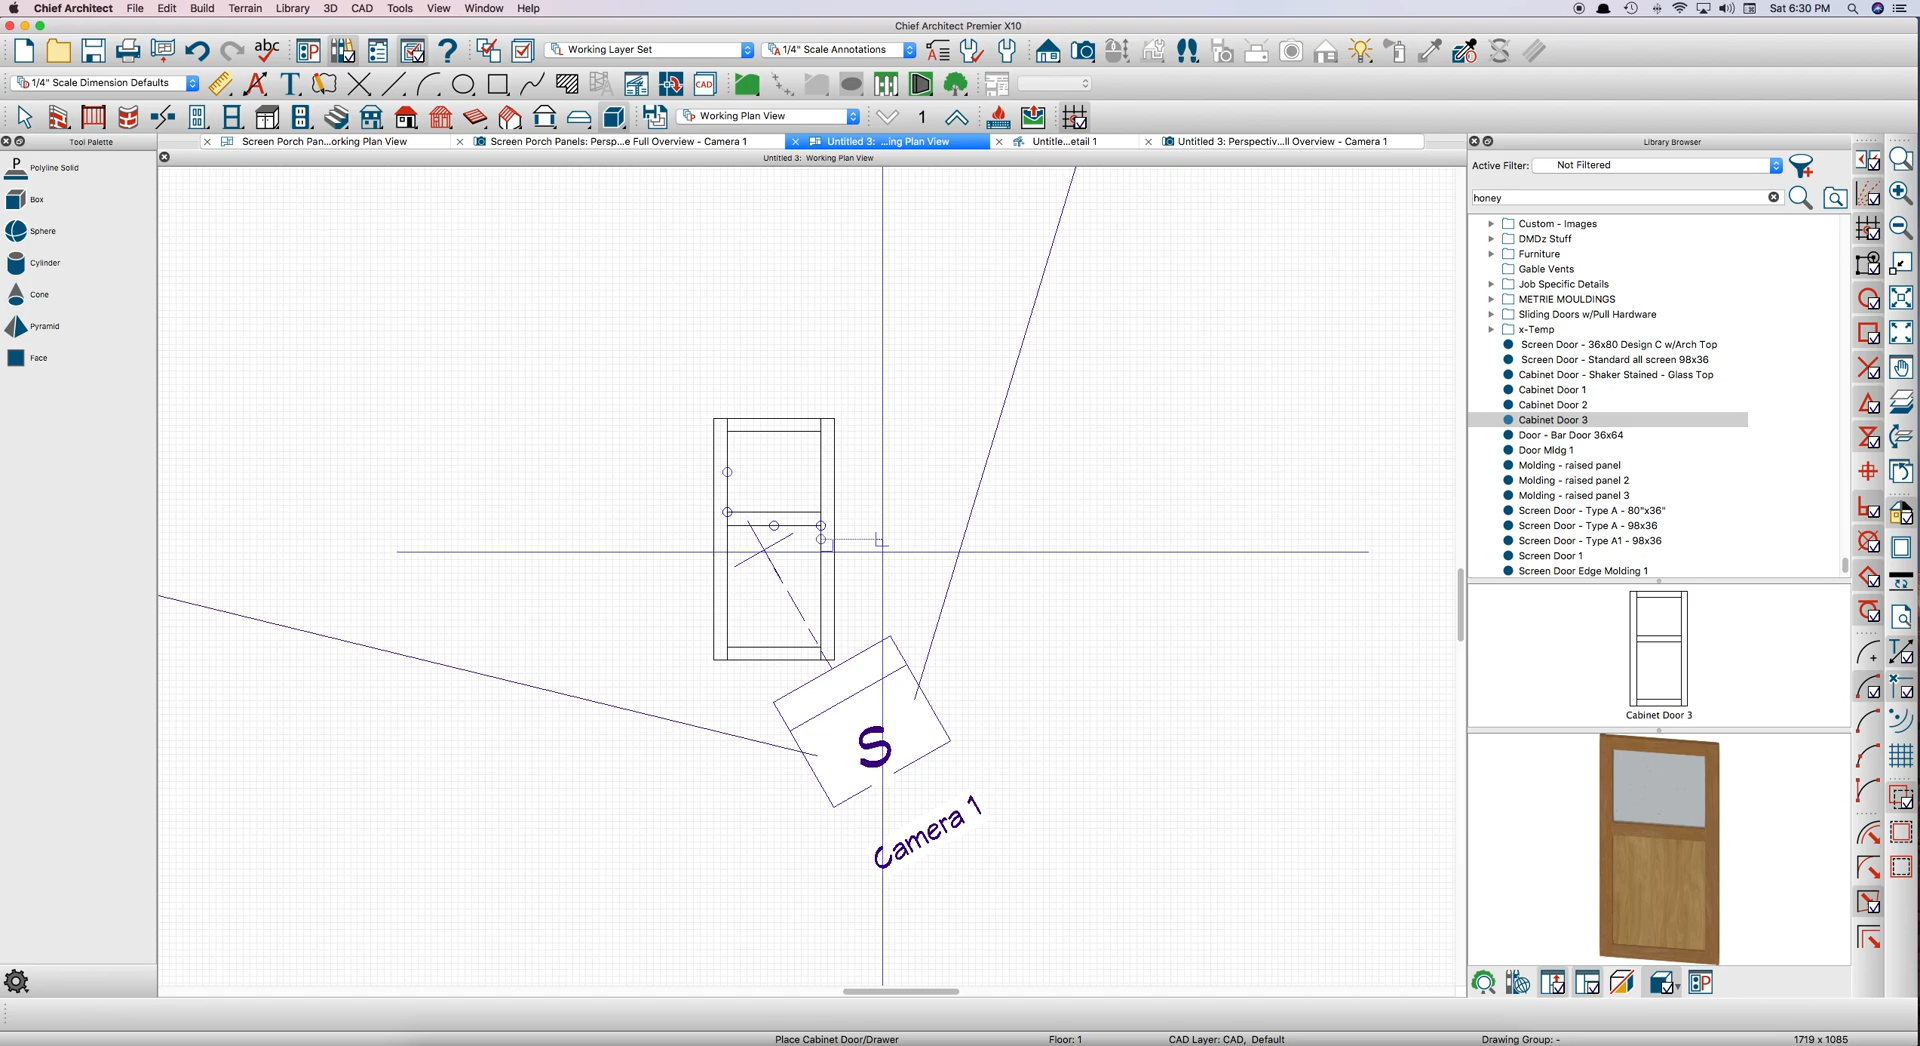 Chief Architect File Edit Build Terrain Library 3D CAD Tools View Window Help Sat 6:30 PM
Chief Architect Premier X10
abc ? Working Layer Set 1/4" Scale Annotations
1/4" Scale Dimension Defaults CAD
Working Plan View 1
Tool Palette
Screen Porch Pan...orking Plan View
Screen Porch Panels: Persp...e Full Overview - Camera 1
Untitled 3: ...ing Plan View
Untitle...etail 1
Untitled 3: Perspectiv...ll Overview - Camera 1
Untitled 3: Working Plan View
Polyline Solid
Box
Sphere
Cylinder
Cone
Pyramid
Face
S
Camera 1
Library Browser
Active Filter: Not Filtered
honey
Custom - Images
DMDz Stuff
Furniture
Gable Vents
Job Specific Details
METRIE MOULDINGS
Sliding Doors w/Pull Hardware
x-Temp
Screen Door - 36x80 Design C w/Arch Top
Screen Door - Standard all screen 98x36
Cabinet Door - Shaker Stained - Glass Top
Cabinet Door 1
Cabinet Door 2
Cabinet Door 3
Door - Bar Door 36x64
Door Mldg 1
Molding - raised panel
Molding - raised panel 2
Molding - raised panel 3
Screen Door - Type A - 80"x36"
Screen Door - Type A - 98x36
Screen Door - Type A1 - 98x36
Screen Door 1
Screen Door Edge Molding 1
Cabinet Door 3
Place Cabinet Door/Drawer Floor: 1 CAD Layer: CAD, Default Drawing Group: - 1719 x 1085